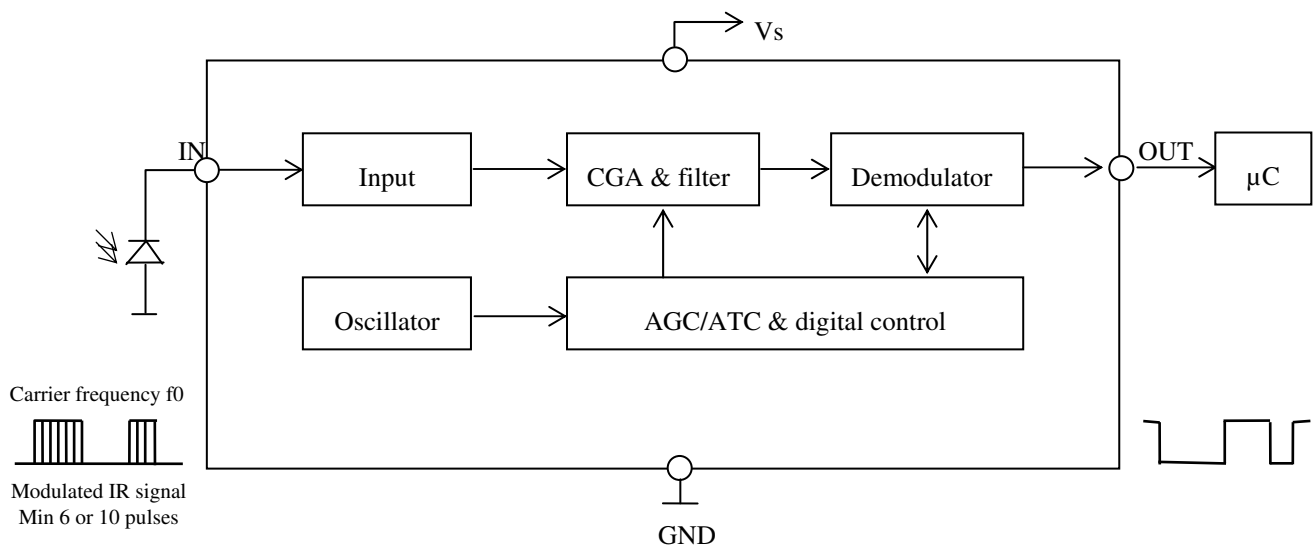 Vs
IN
OUT
Input
CGA & filter
Demodulator
µC
Oscillator
AGC/ATC & digital control
Carrier frequency f0
Modulated IR signal
Min 6 or 10 pulses
GND